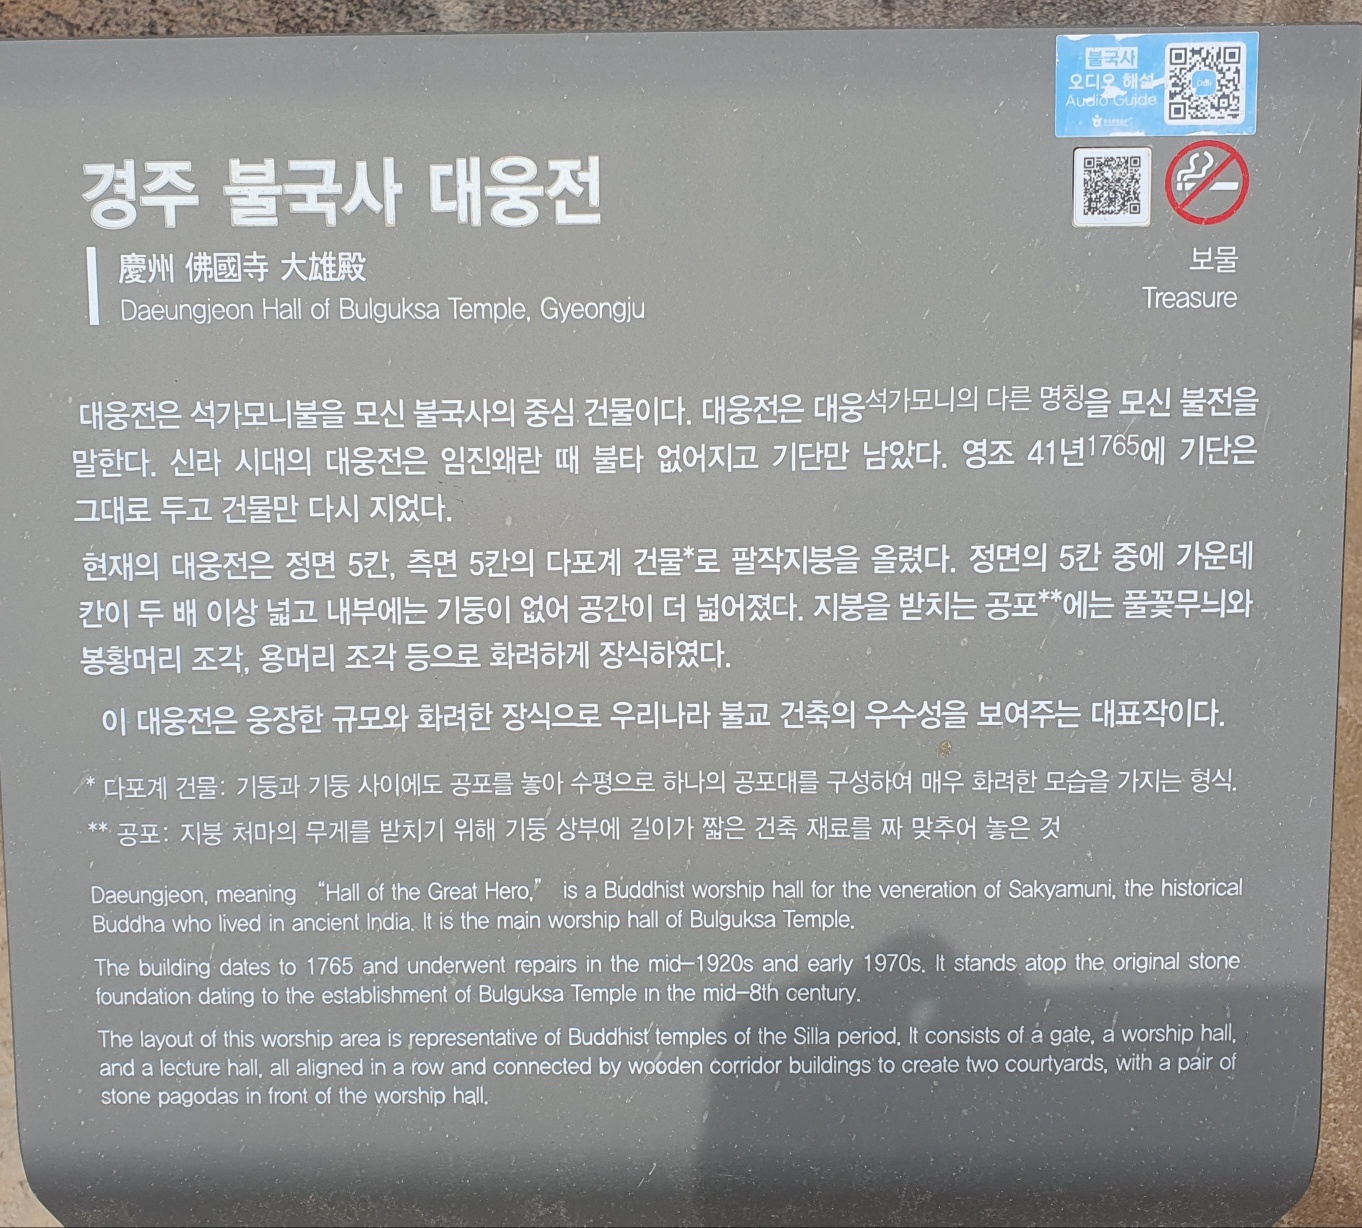 불국사
오디오 해설
Audio Guide
경주 불국사 대웅전
慶州 佛國寺 大雄殿
Daeungjeon Hall of Bulguksa Temple, Gyeongju
보물
Treasure
대웅전은 석가모니불을 모신 불국사의 중심 건물이다. 대웅전은 대웅석가모니의 다른 명칭을 모신 불전을
말한다. 신라 시대의 대웅전은 임진왜란 때 불타 없어지고 기단만 남았다. 영조 41년1765에 기단은
그대로 두고 건물만 다시 지었다.
현재의 대웅전은 정면 5칸, 측면 5칸의 다포계 건물*로 팔작지붕을 올렸다. 정면의 5칸 중에 가운데
칸이 두 배 이상 넓고 내부에는 기둥이 없어 공간이 더 넓어졌다. 지붕을 받치는 공포**에는 풀꽃무늬와
봉황머리 조각, 용머리 조각 등으로 화려하게 장식하였다.
이 대웅전은 웅장한 규모와 화려한 장식으로 우리나라 불교 건축의 우수성을 보여주는 대표작이다.
* 다포계 건물: 기둥과 기둥 사이에도 공포를 놓아 수평으로 하나의 공포대를 구성하여 매우 화려한 모습을 가지는 형식.
** 공포: 지붕 처마의 무게를 받치기 위해 기둥 상부에 길이가 짧은 건축 재료를 짜 맞추어 놓은 것
Daeungjeon, meaning “Hall of the Great Hero,” is a Buddhist worship hall for the veneration of Sakyamuni, the historical
Buddha who lived in ancient India. It is the main worship hall of Bulguksa Temple.
The building dates to 1765 and underwent repairs in the mid-1920s and early 1970s. It stands atop the original stone
foundation dating to the establishment of Bulguksa Temple in the mid-8th century.
The layout of this worship area is representative of Buddhist temples of the Silla period. It consists of a gate, a worship hall,
and a lecture hall, all aligned in a row and connected by wooden corridor buildings to create two courtyards, with a pair of
stone pagodas in front of the worship hall.